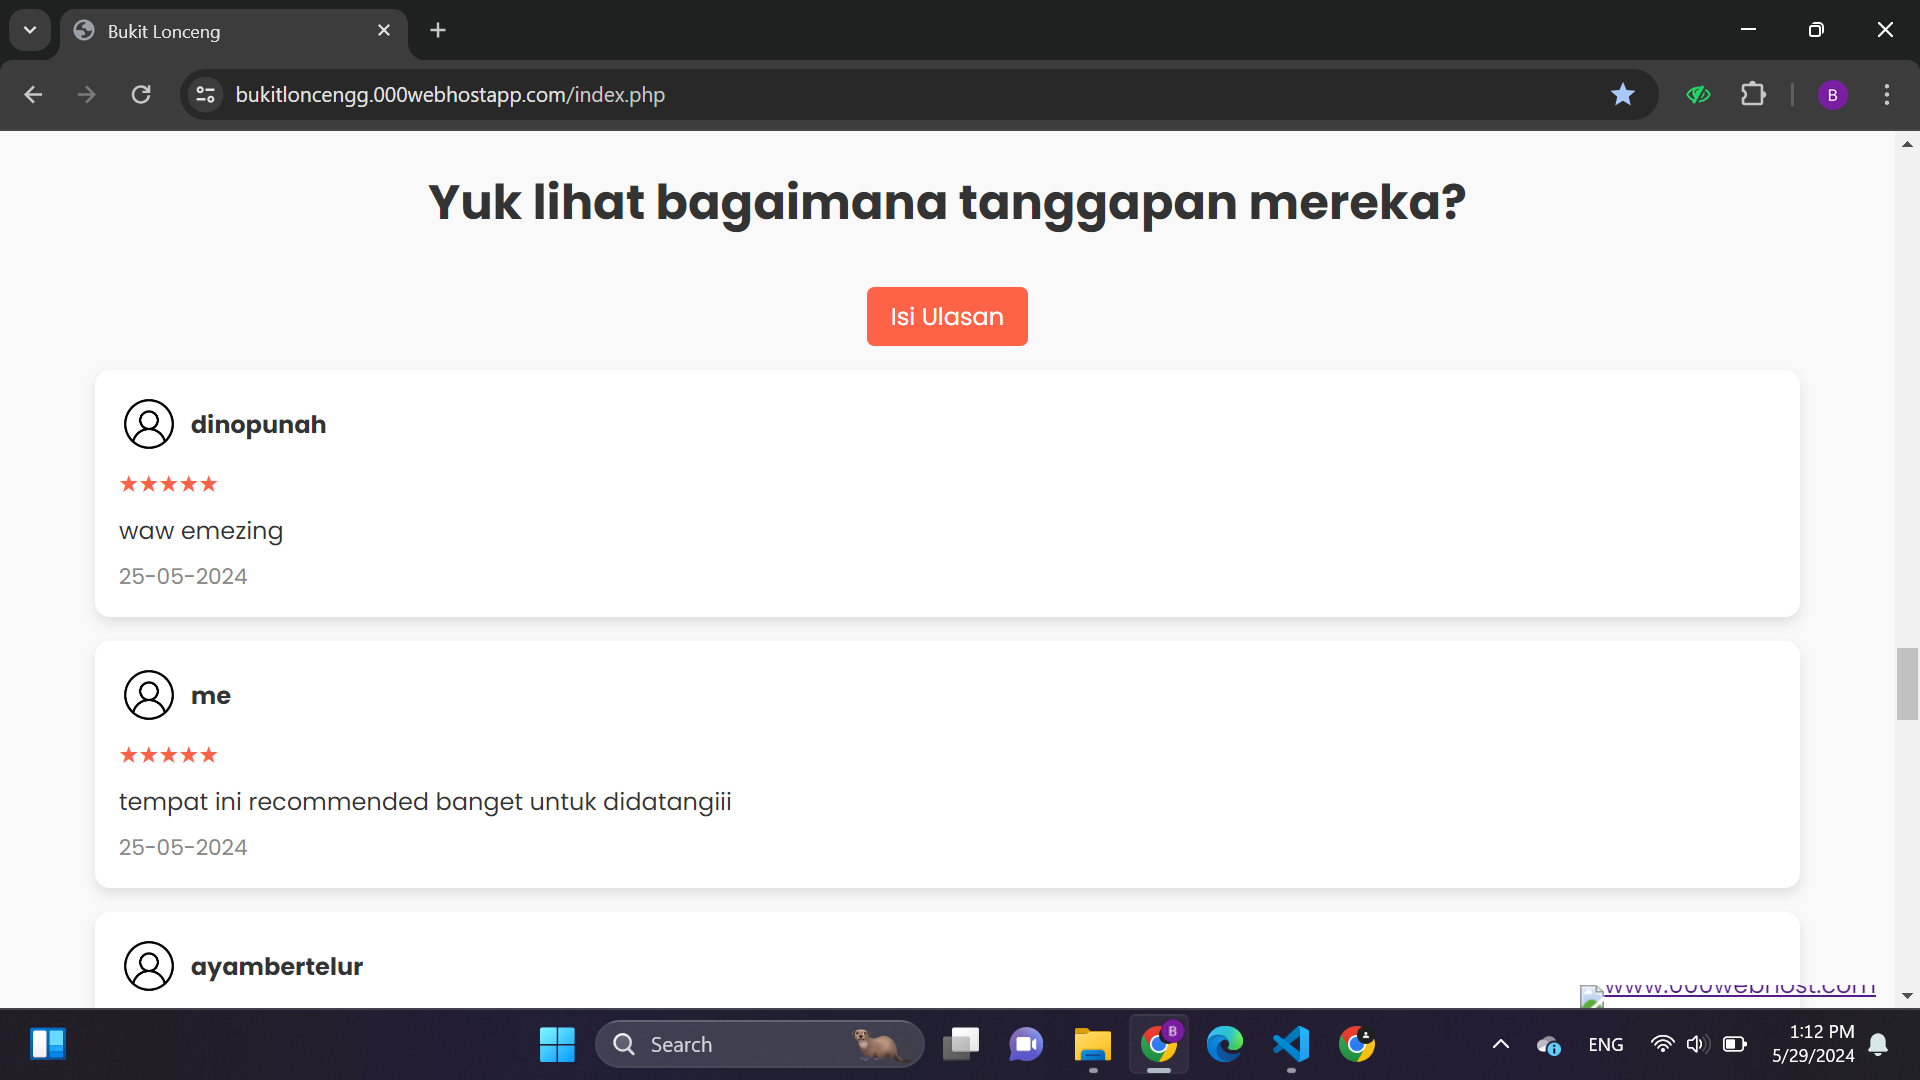 Bukit Lonceng
bukitloncengg.000webhostapp.com/index.php
B
Yuk lihat bagaimana tanggapan mereka?
Isi Ulasan
dinopunah
★★★★★
waw emezing
25-05-2024
me
★★★★★
tempat ini recommended banget untuk didatangiii
25-05-2024
ayambertelur
www.000webhost.com
Search
B
ENG
1:12 PM
5/29/2024